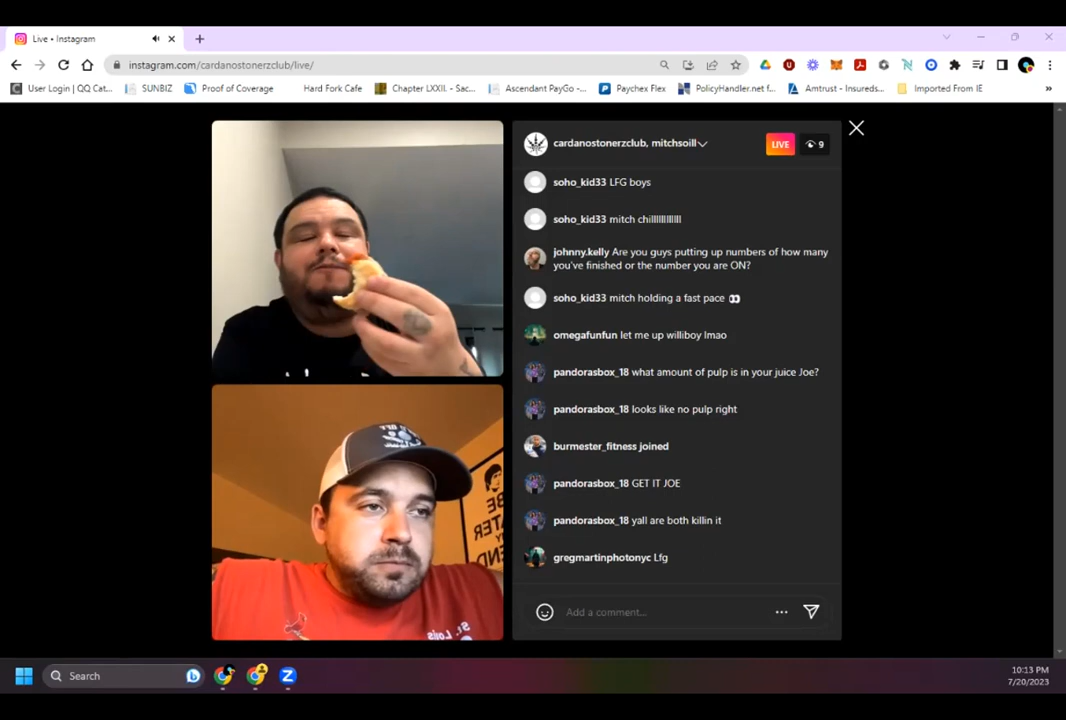 Live • Instagram
instagram.com/cardanostonerzclub/live/
User Login | QQ Cat...
SUNBIZ
Proof of Coverage
Hard Fork Cafe
Chapter LXXII. - Sac...
Ascendant PayGo -...
Paychex Flex
PolicyHandler.net f...
Amtrust - Insureds...
Imported From IE
»
cardanostonerzclub, mitchsoill
LIVE
9
soho_kid33 LFG boys
soho_kid33 mitch chillllllllllll
johnny.kelly Are you guys putting up numbers of how many
you've finished or the number you are ON?
soho_kid33 mitch holding a fast pace 👀
omegafunfun let me up williboy lmao
pandorasbox_18 what amount of pulp is in your juice Joe?
pandorasbox_18 looks like no pulp right
burmester_fitness joined
pandorasbox_18 GET IT JOE
pandorasbox_18 yall are both killin it
gregmartinphotonyc Lfg
Add a comment...
BE
St. Louis
Search
10:13 PM
7/20/2023